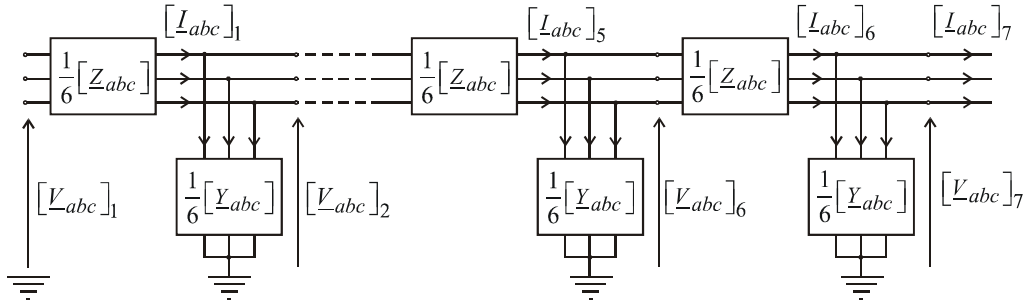 [I_abc]_1
[I_abc]_5
[I_abc]_6
[I_abc]_7
1/6 [Z_abc]
1/6 [Z_abc]
1/6 [Z_abc]
[V_abc]_1
1/6 [Y_abc]
[V_abc]_2
1/6 [Y_abc]
[V_abc]_6
1/6 [Y_abc]
[V_abc]_7